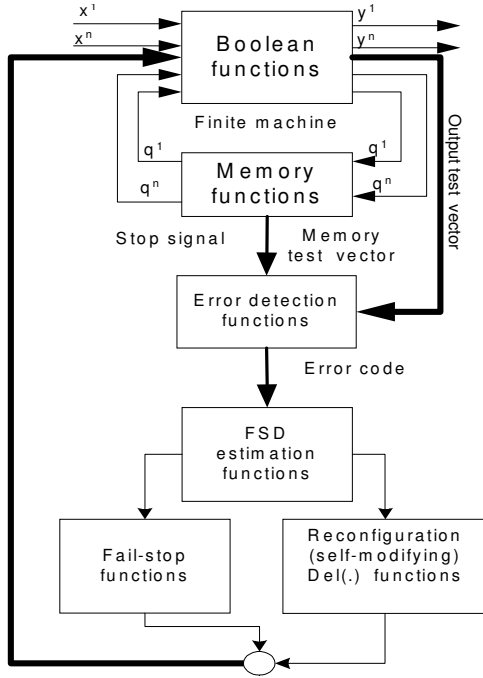 x¹
xⁿ
y¹
yⁿ
Boolean
functions
Finite machine
q¹
qⁿ
q¹
qⁿ
Memory
functions
Output test vector
Stop signal
Memory
test vector
Error detection
functions
Error code
FSD
estimation
functions
Fail-stop
functions
Reconfiguration
(self-modifying)
Del(.) functions